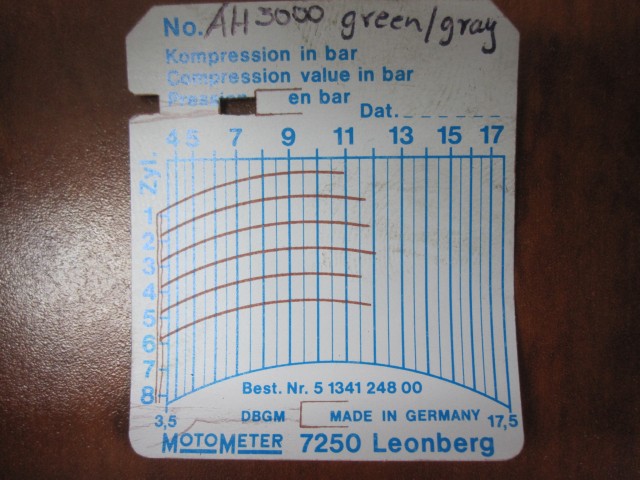 No. AH 3000 green/gray
Kompression in bar
Compression value in bar
Pression en bar
Dat.
4 5 7 9 11 13 15 17
Zyl.
1
2
3
4
5
6
7
8
Best. Nr. 5 1341 248 00
3,5 DBGM MADE IN GERMANY 17,5
MOTOMETER 7250 Leonberg